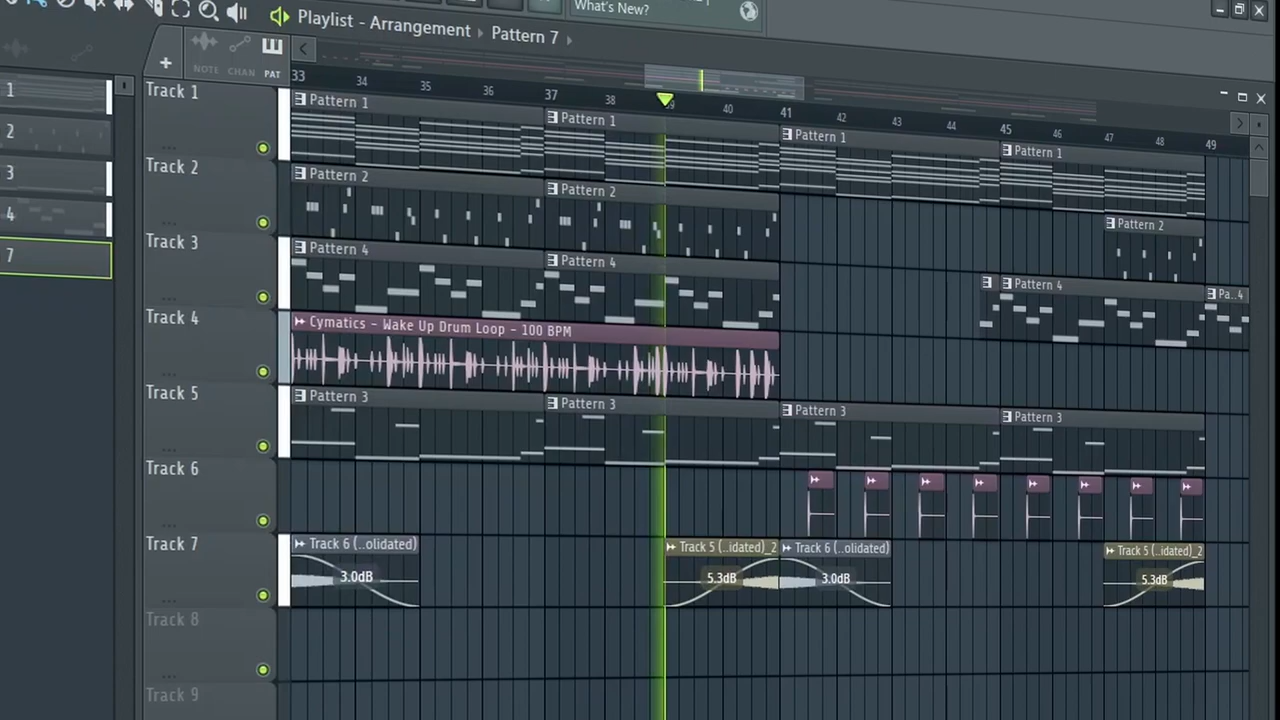 What's New?
Playlist - Arrangement › Pattern 7 ›
NOTE CHAN PAT
33 34 35 36 37 38 39 40 41 42 43 44 45 46 47 48 49
1
2
3
4
7
Track 1
Pattern 1
Pattern 1
Pattern 1
Pattern 1
Track 2
Pattern 2
Pattern 2
Pattern 2
Track 3
Pattern 4
Pattern 4
Pattern 4
Pa..4
Track 4
Cymatics - Wake Up Drum Loop - 100 BPM
Track 5
Pattern 3
Pattern 3
Pattern 3
Pattern 3
Track 6
Track 7
Track 6 (..olidated)
3.0dB
Track 5 (..idated)_2
5.3dB
Track 6 (..olidated)
3.0dB
Track 5 (..idated)_2
5.3dB
Track 8
Track 9